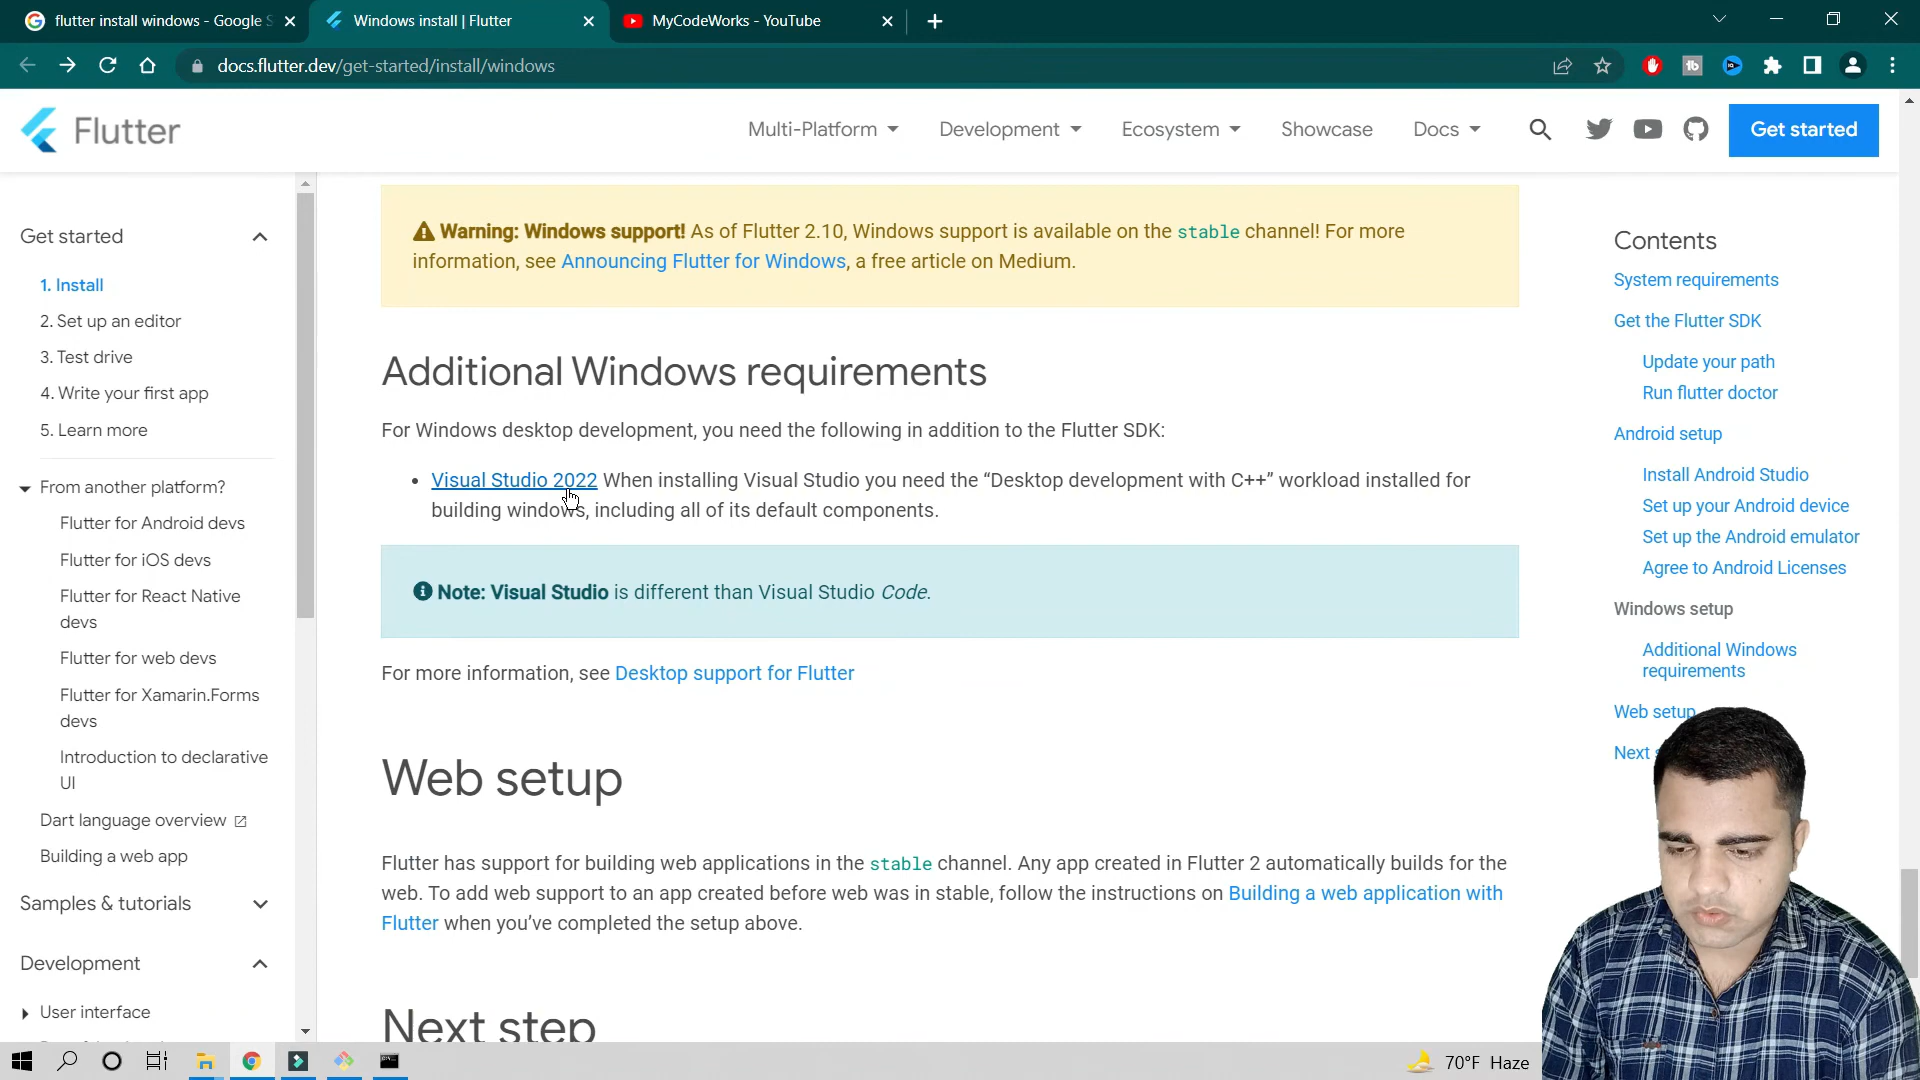 flutter install windows - Google S
Windows install | Flutter
MyCodeWorks - YouTube
docs.flutter.dev/get-started/install/windows
Flutter
Multi-Platform
Development
Ecosystem
Showcase
Docs
Get started
Get started
1. Install
2. Set up an editor
3. Test drive
4. Write your first app
5. Learn more
From another platform?
Flutter for Android devs
Flutter for iOS devs
Flutter for React Native
devs
Flutter for web devs
Flutter for Xamarin.Forms
devs
Introduction to declarative
UI
Dart language overview
Building a web app
Samples & tutorials
Development
User interface
Warning: Windows support! As of Flutter 2.10, Windows support is available on the stable channel! For more
information, see Announcing Flutter for Windows, a free article on Medium.
Additional Windows requirements
For Windows desktop development, you need the following in addition to the Flutter SDK:
• Visual Studio 2022 When installing Visual Studio you need the “Desktop development with C++” workload installed for
building windows, including all of its default components.
Note: Visual Studio is different than Visual Studio Code.
For more information, see Desktop support for Flutter
Web setup
Flutter has support for building web applications in the stable channel. Any app created in Flutter 2 automatically builds for the
web. To add web support to an app created before web was in stable, follow the instructions on Building a web application with
Flutter when you’ve completed the setup above.
Next step
Contents
System requirements
Get the Flutter SDK
Update your path
Run flutter doctor
Android setup
Install Android Studio
Set up your Android device
Set up the Android emulator
Agree to Android Licenses
Windows setup
Additional Windows
requirements
Web setup
Next
70°F Haze